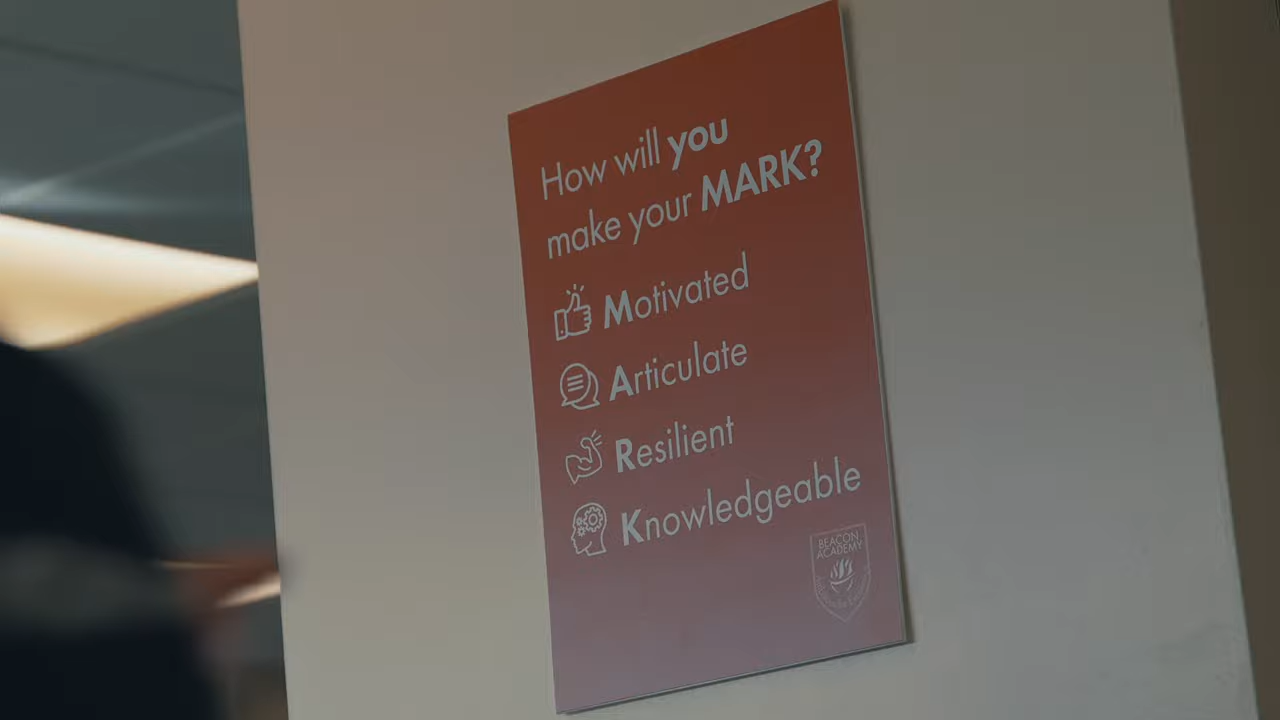 How will you
make your MARK?
Motivated
Articulate
Resilient
Knowledgeable
BEACON
ACADEMY